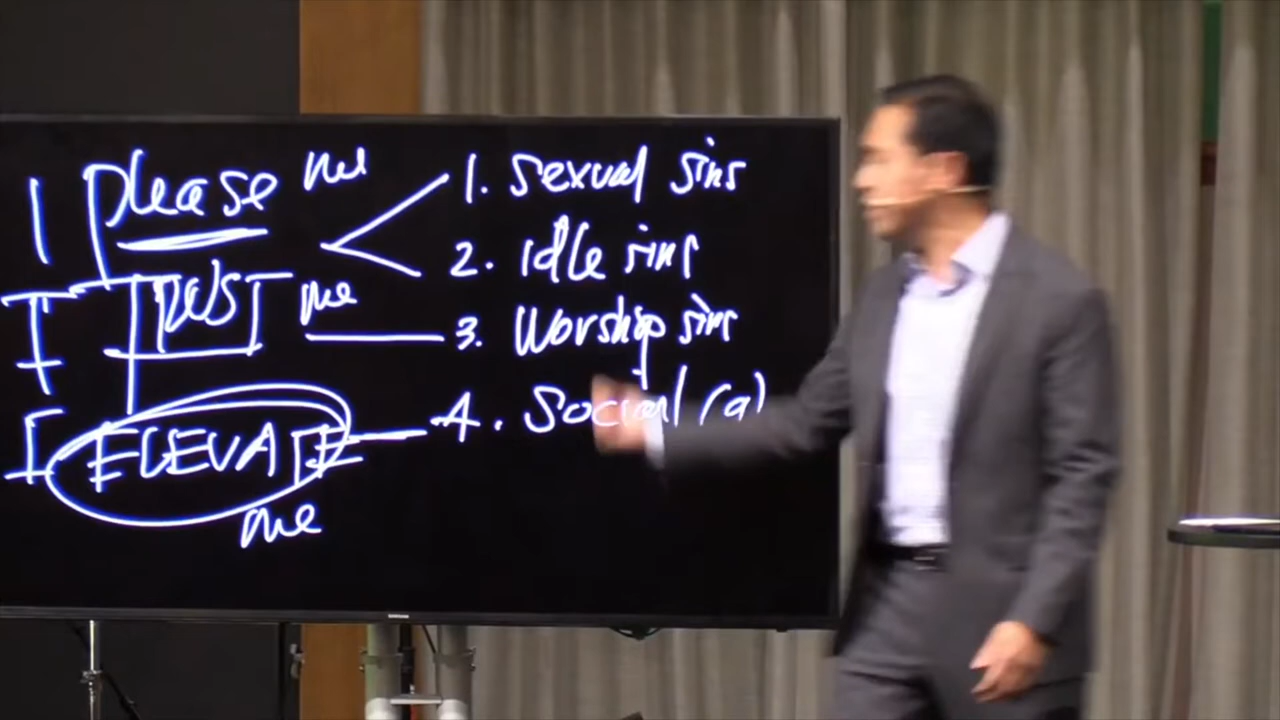 I please me
1. Sexual sins
2. Idle sins
I TRUST me
3. Worship sins
I ELEVATE me
4. Social (a)